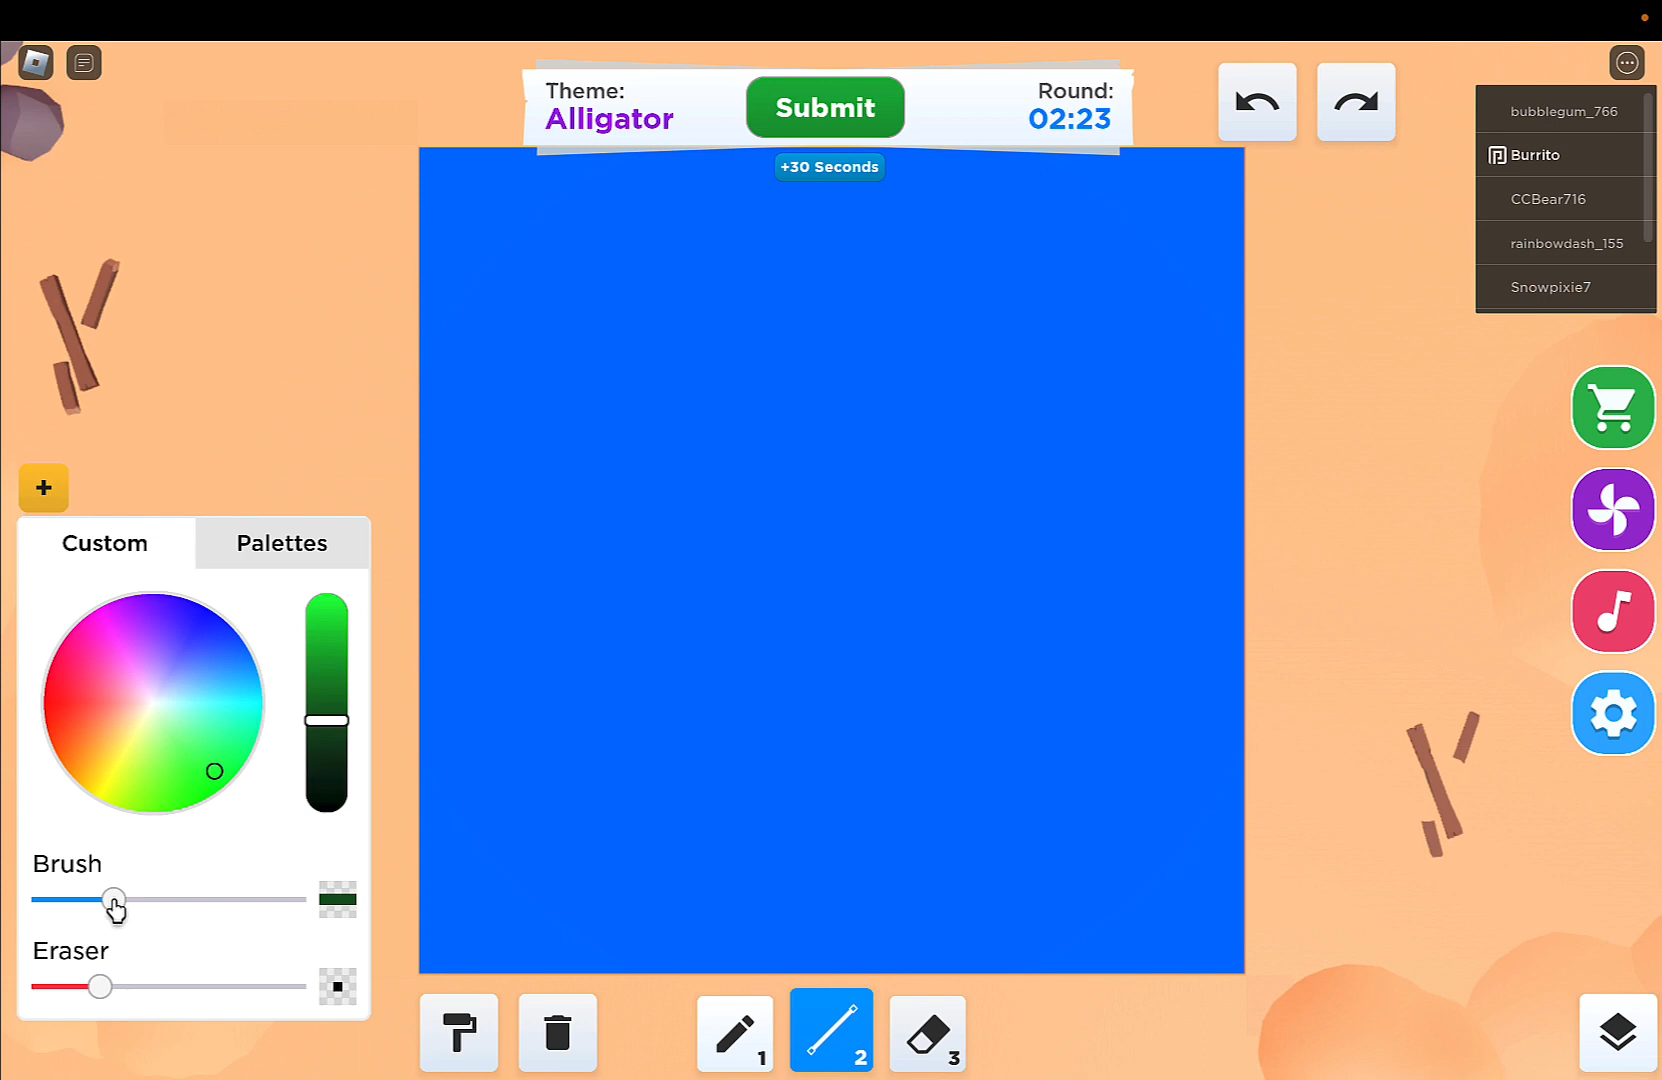 Theme:
Alligator
Submit
Round:
02:23
+30 Seconds
bubblegum_766
Burrito
CCBear716
rainbowdash_155
Snowpixie7
+
Custom
Palettes
Brush
Eraser
1
2
3